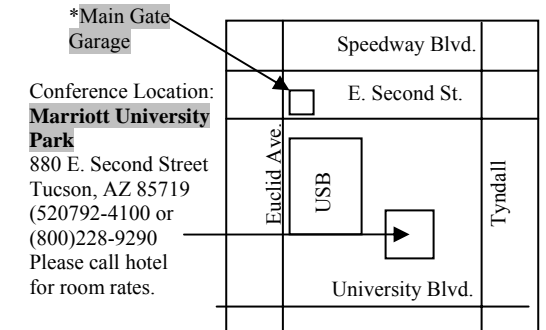 *Main Gate
Garage
Conference Location:
Marriott University
Park
880 E. Second Street
Tucson, AZ 85719
(520792-4100 or
(800)228-9290
Please call hotel
for room rates.
Speedway Blvd.
E. Second St.
Euclid Ave.
USB
Tyndall
University Blvd.